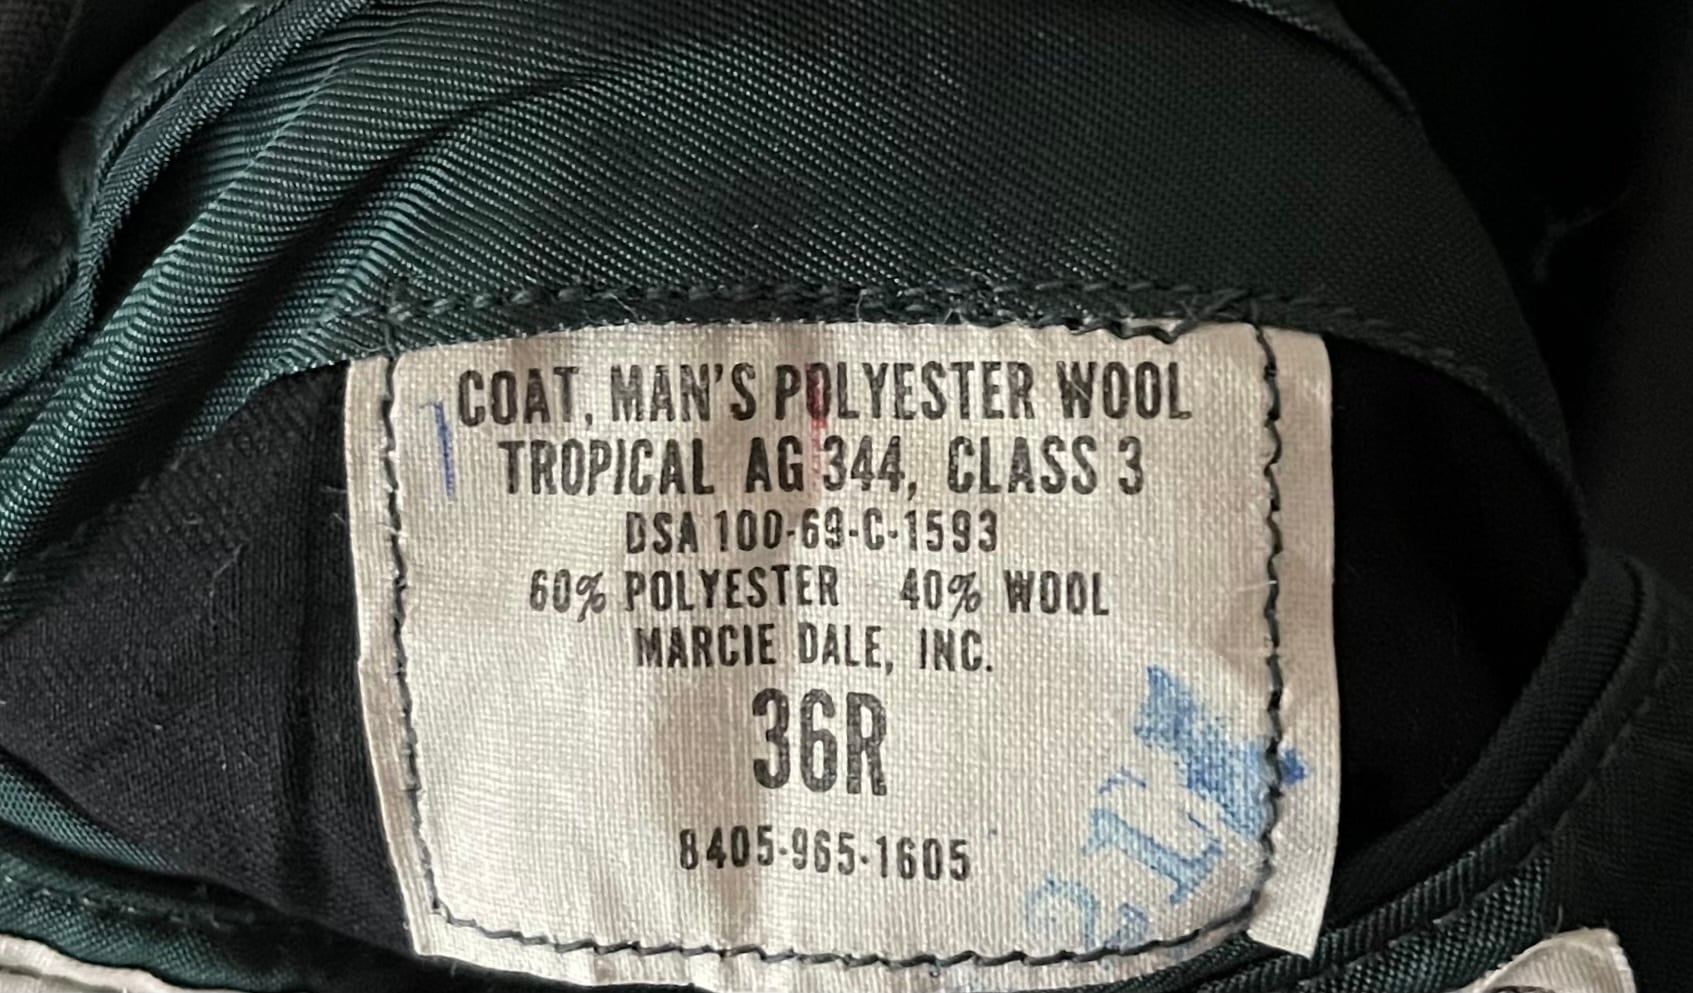 COAT, MAN'S POLYESTER WOOL
TROPICAL AG 344, CLASS 3
DSA 100-69-C-1593
60% POLYESTER 40% WOOL
MARCIE DALE, INC.
36R
8405-965-1605